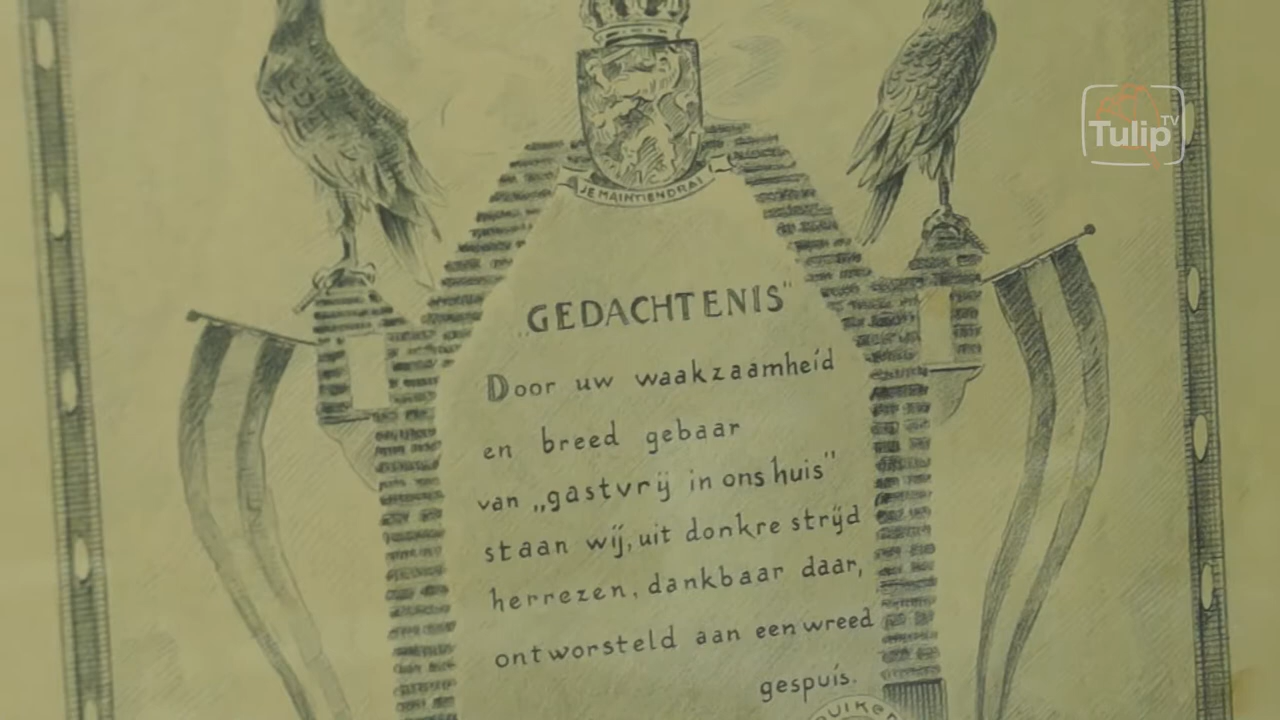 Tulip TV
JE MAINTIENDRAI
„GEDACHTENIS"
Door uw waakzaamheid
en breed gebaar
van „gastvrij in ons huis"
staan wij, uit donkre strijd
herrezen, dankbaar daar,
ontworsteld aan een wreed
gespuis.